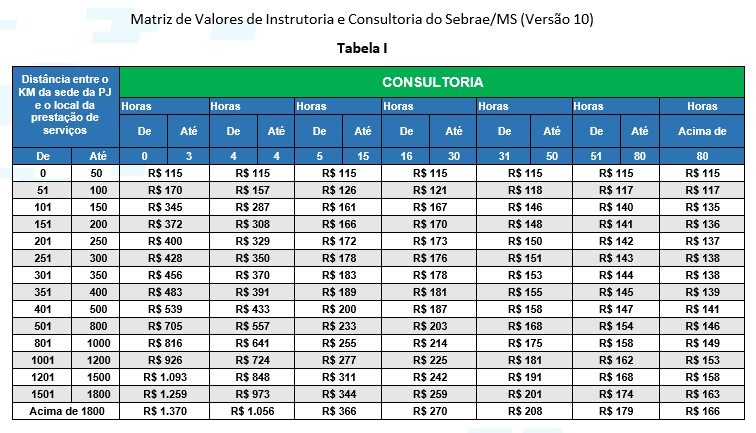 Matriz de Valores de Instrutoria e Consultoria do Sebrae/MS (Versão 10)
Tabela I
Distância entre o KM da sede da PJ e o local da prestação de serviços CONSULTORIA
Horas Horas Horas Horas Horas Horas Horas
De Até De Até De Até De Até De Até De Até Acima de
De Até 0 3 4 4 5 15 16 30 31 50 51 80 80
0 50 R$ 115 R$ 115 R$ 115 R$ 115 R$ 115 R$ 115 R$ 115
51 100 R$ 170 R$ 157 R$ 126 R$ 121 R$ 118 R$ 117 R$ 117
101 150 R$ 345 R$ 287 R$ 161 R$ 167 R$ 146 R$ 140 R$ 135
151 200 R$ 372 R$ 308 R$ 166 R$ 170 R$ 148 R$ 141 R$ 136
201 250 R$ 400 R$ 329 R$ 172 R$ 173 R$ 150 R$ 142 R$ 137
251 300 R$ 428 R$ 350 R$ 178 R$ 176 R$ 151 R$ 143 R$ 138
301 350 R$ 456 R$ 370 R$ 183 R$ 178 R$ 153 R$ 144 R$ 138
351 400 R$ 483 R$ 391 R$ 189 R$ 181 R$ 155 R$ 145 R$ 139
401 500 R$ 539 R$ 433 R$ 200 R$ 187 R$ 158 R$ 147 R$ 141
501 800 R$ 705 R$ 557 R$ 233 R$ 203 R$ 168 R$ 154 R$ 146
801 1000 R$ 816 R$ 641 R$ 255 R$ 214 R$ 175 R$ 158 R$ 149
1001 1200 R$ 926 R$ 724 R$ 277 R$ 225 R$ 181 R$ 162 R$ 153
1201 1500 R$ 1.093 R$ 848 R$ 311 R$ 242 R$ 191 R$ 168 R$ 158
1501 1800 R$ 1.259 R$ 973 R$ 344 R$ 259 R$ 201 R$ 174 R$ 163
Acima de 1800 R$ 1.370 R$ 1.056 R$ 366 R$ 270 R$ 208 R$ 179 R$ 166